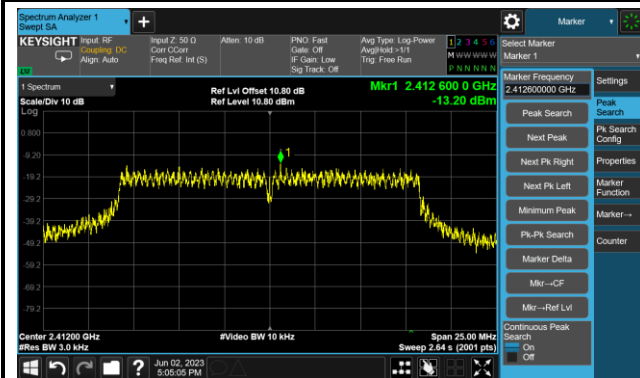 Spectrum Analyzer 1
Swept SA
+
Marker
KEYSIGHT
Input: RF
Coupling: DC
Align: Auto
Input Z: 50 Ω
Corr CCorr
Freq Ref: Int (S)
Atten: 10 dB
PNO: Fast
Gate: Off
IF Gain: Low
Sig Track: Off
Avg Type: Log-Power
Avg|Hold:>1/1
Trig: Free Run
1 2 3 4 5 6
M W W W W W
P N N N N N
LV
Select Marker
Marker 1
1 Spectrum
Scale/Div 10 dB
Log
Ref Lvl Offset 10.80 dB
Ref Level 10.80 dBm
Mkr1 2.412 600 0 GHz
-13.20 dBm
0.800
-9.20
-19.2
-29.2
-39.2
-49.2
-59.2
-69.2
-79.2
1
Center 2.41200 GHz
#Res BW 3.0 kHz
#Video BW 10 kHz
Span 25.00 MHz
Sweep 2.64 s (2001 pts)
Marker Frequency
2.412600000 GHz
Peak Search
Next Peak
Next Pk Right
Next Pk Left
Minimum Peak
Pk-Pk Search
Marker Delta
Mkr→CF
Mkr→Ref Lvl
Continuous Peak
Search
On
Off
Settings
Peak
Search
Pk Search
Config
Properties
Marker
Function
Marker→
Counter
?
Jun 02, 2023
5:05:05 PM